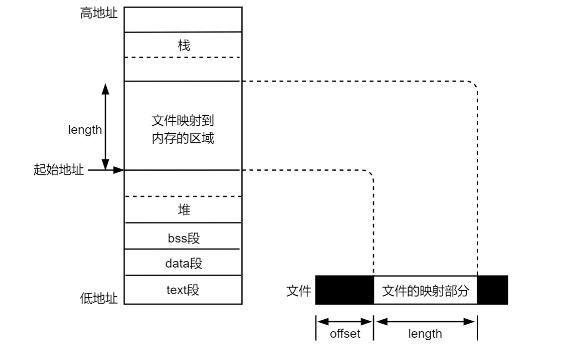 高地址
栈
文件映射到
内存的区域
length
起始地址
堆
bss段
data段
text段
低地址
文件
文件的映射部分
offset
length